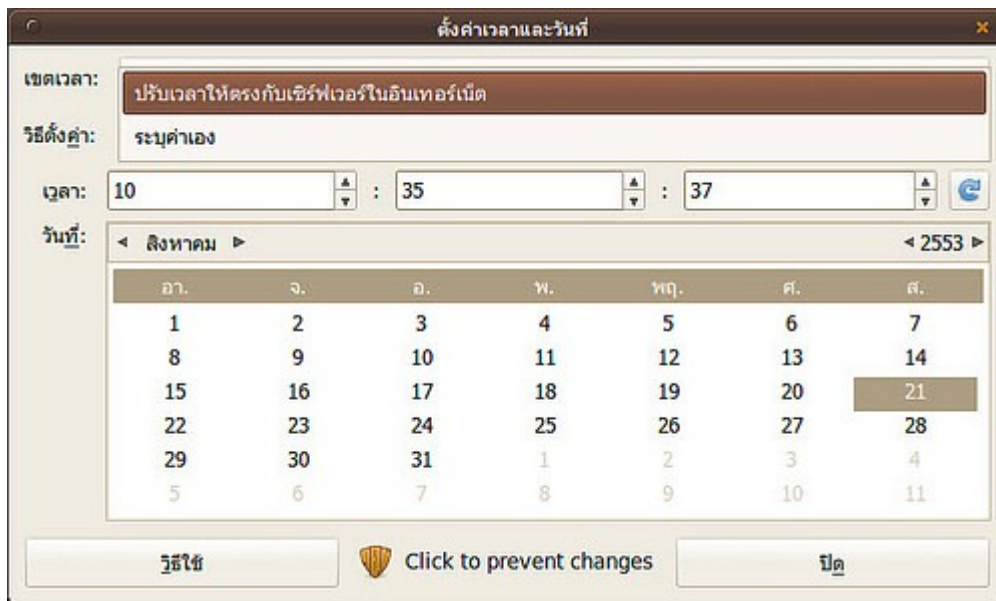 ตั้งค่าเวลาและวันที่
เขตเวลา:
ปรับเวลาให้ตรงกับเซิร์ฟเวอร์ในอินเทอร์เน็ต
วิธีตั้งค่า:
ระบุค่าเอง
เวลา: 10 : 35 : 37
วันที่: สิงหาคม 2553
อา. จ. อ. พ. พฤ. ศ. ส.
1 2 3 4 5 6 7
8 9 10 11 12 13 14
15 16 17 18 19 20 21
22 23 24 25 26 27 28
29 30 31 1 2 3 4
5 6 7 8 9 10 11
วิธีใช้ Click to prevent changes ปิด